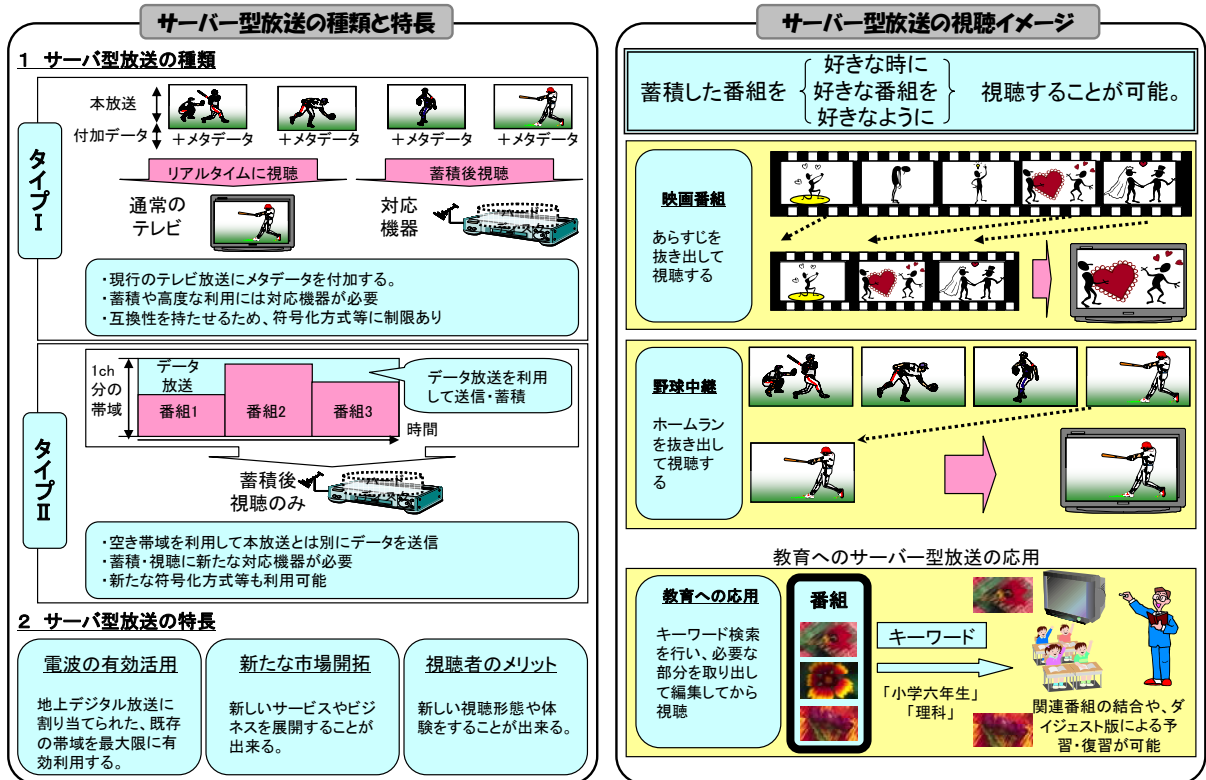 サーバー型放送の種類と特長
1 サーバ型放送の種類
タイプⅠ
本放送
付加データ
+メタデータ
+メタデータ
+メタデータ
+メタデータ
リアルタイムに視聴
蓄積後視聴
通常の
テレビ
対応
機器
・現行のテレビ放送にメタデータを付加する。
・蓄積や高度な利用には対応機器が必要
・互換性を持たせるため、符号化方式等に制限あり
タイプⅡ
1ch
分の
帯域
データ
放送
番組1
番組2
番組3
時間
データ放送を利用
して送信・蓄積
蓄積後
視聴のみ
・空き帯域を利用して本放送とは別にデータを送信
・蓄積・視聴に新たな対応機器が必要
・新たな符号化方式等も利用可能
2 サーバ型放送の特長
電波の有効活用
地上デジタル放送に
割り当てられた、既存
の帯域を最大限に有
効利用する。
新たな市場開拓
新しいサービスやビジ
ネスを展開することが
出来る。
視聴者のメリット
新しい視聴形態や体
験をすることが出来る。
サーバー型放送の視聴イメージ
蓄積した番組を
好きな時に
好きな番組を
好きなように
視聴することが可能。
映画番組
あらすじを
抜き出して
視聴する
野球中継
ホームラン
を抜き出し
て視聴す
る
教育へのサーバー型放送の応用
教育への応用
キーワード検索
を行い、必要な
部分を取り出し
て編集してから
視聴
番組
キーワード
「小学六年生」
「理科」
関連番組の結合や、ダ
イジェスト版による予
習・復習が可能